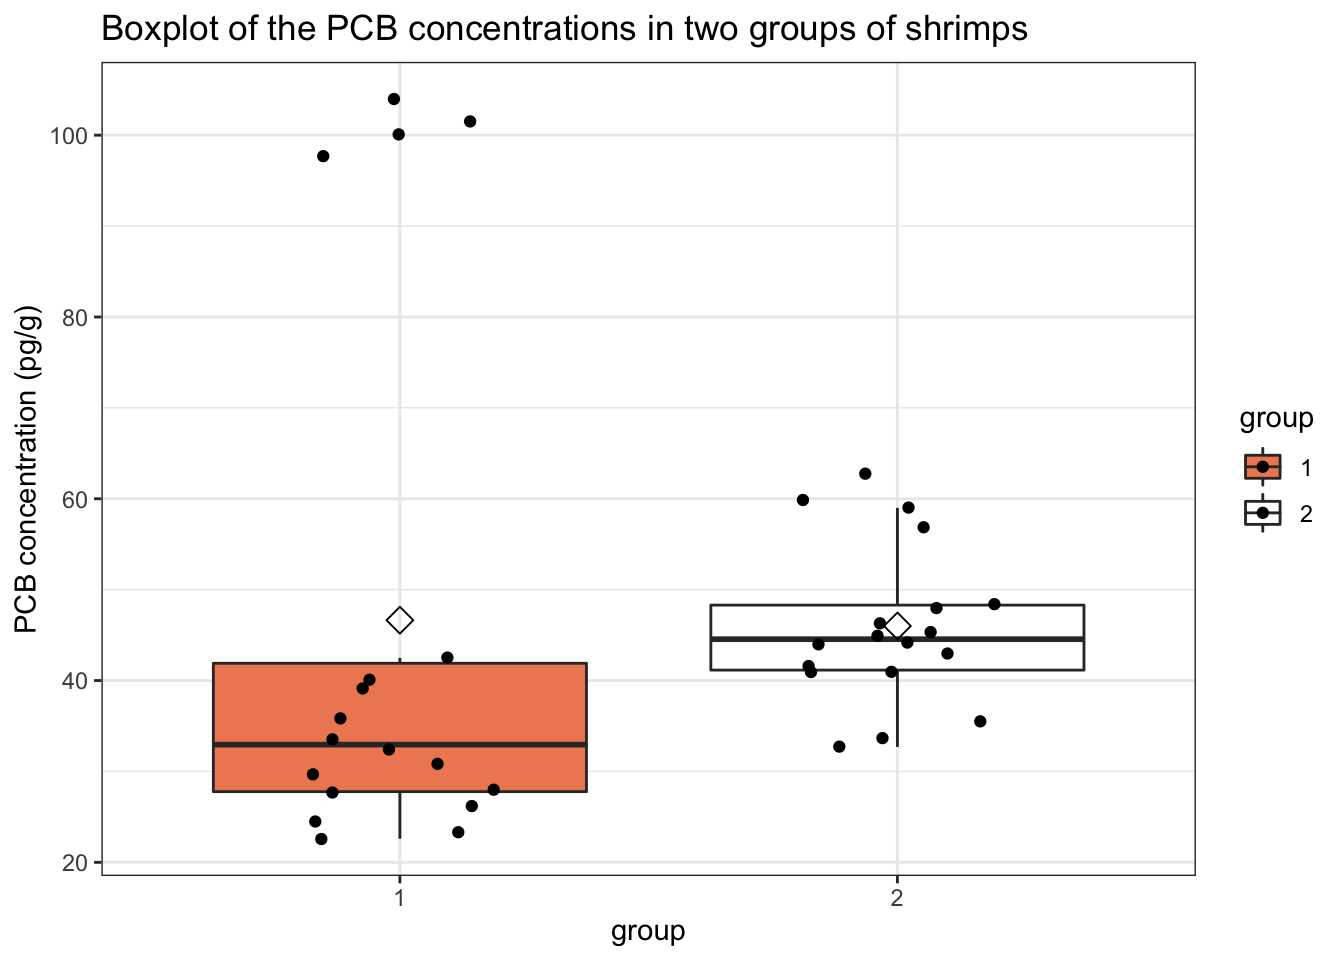 Boxplot of the PCB concentrations in two groups of shrimps
PCB concentration (pg/g)
100
80
60
40
20
1
2
group
group
1
2